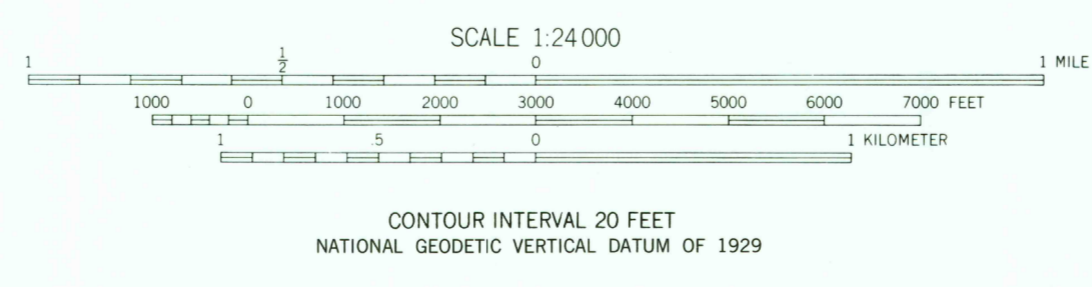 SCALE 1:24 000
1 1/2 0 1 MILE
1000 0 1000 2000 3000 4000 5000 6000 7000 FEET
1 .5 0 1 KILOMETER
CONTOUR INTERVAL 20 FEET
NATIONAL GEODETIC VERTICAL DATUM OF 1929